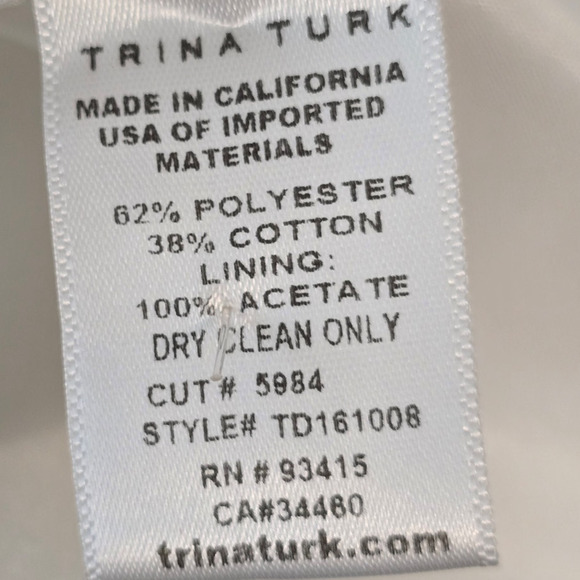 TRINA TURK
MADE IN CALIFORNIA
USA OF IMPORTED
MATERIALS
62% POLYESTER
38% COTTON
LINING:
100% ACETATE
DRY CLEAN ONLY
CUT# 5984
STYLE# TD161008
RN # 93415
CA#34460
trinaturk.com